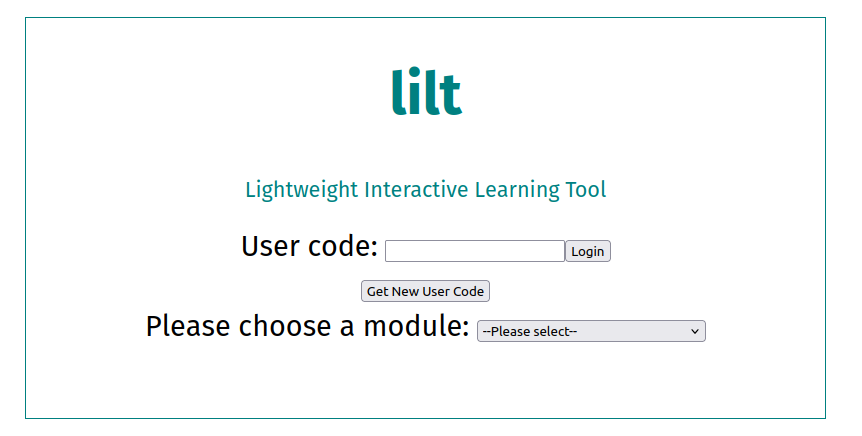 lilt
Lightweight Interactive Learning Tool
User code: Login
Get New User Code
Please choose a module: --Please select--